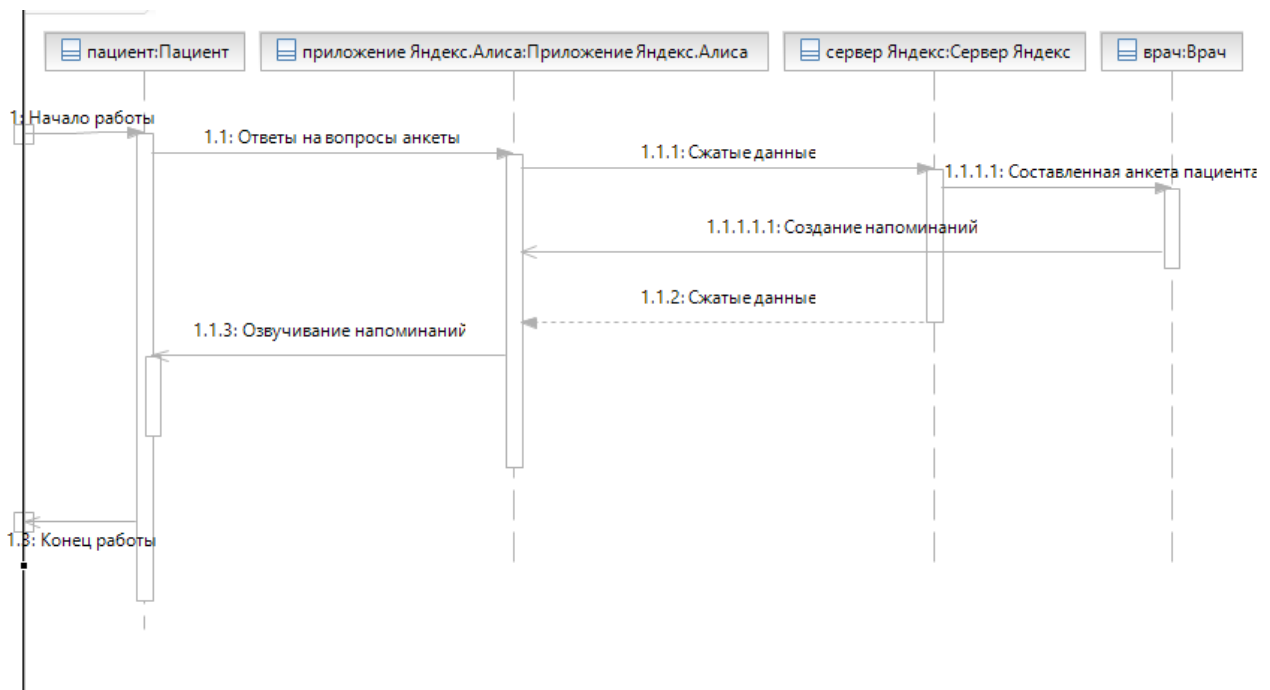 пациент:Пациент
приложение Яндекс.Алиса:Приложение Яндекс.Алиса
сервер Яндекс:Сервер Яндекс
врач:Врач
1: Начало работы
1.1: Ответы на вопросы анкеты
1.1.1: Сжатые данные
1.1.1.1: Составленная анкета пациента
1.1.1.1.1: Создание напоминаний
1.1.2: Сжатые данные
1.1.3: Озвучивание напоминаний
1.3: Конец работы